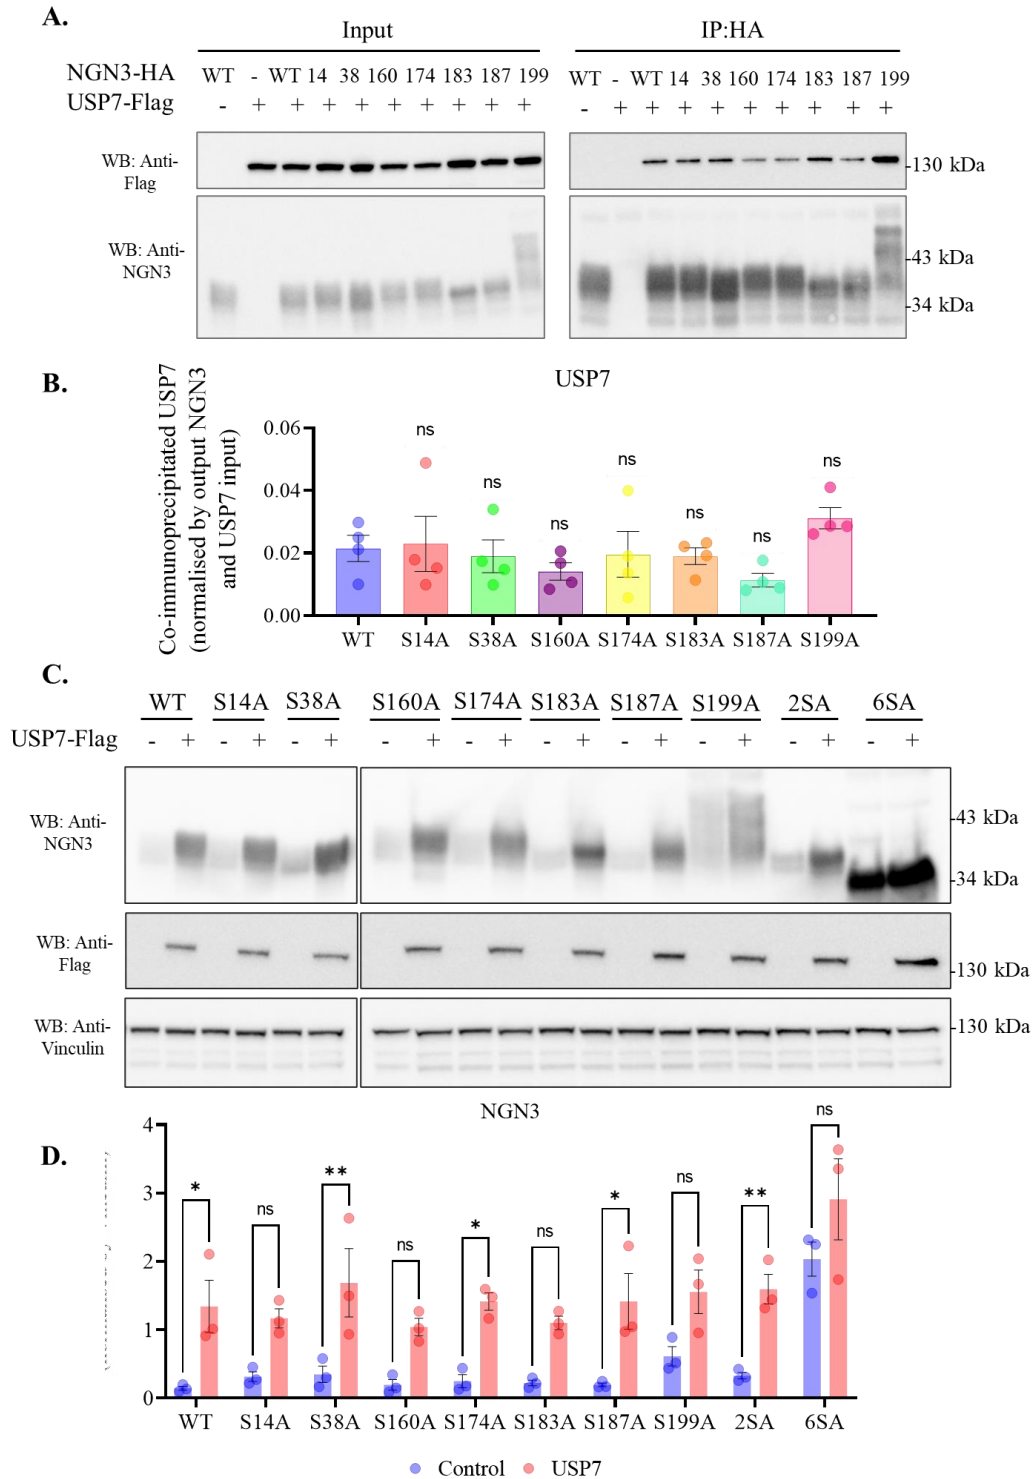 A.
Input
IP:HA
NGN3-HA WT - WT 14 38 160 174 183 187 199 WT - WT 14 38 160 174 183 187 199
USP7-Flag - + + + + + + + + + - + + + + + + + + +
WB: Anti-
Flag
-130 kDa
WB: Anti-
NGN3
-43 kDa
-34 kDa
B.
USP7
Co-immunoprecipitated USP7
(normalised by output NGN3
and USP7 input)
0.06
0.04
0.02
0.00
ns ns ns ns ns ns ns
WT S14A S38A S160A S174A S183A S187A S199A
C.
WT S14A S38A S160A S174A S183A S187A S199A 2SA 6SA
USP7-Flag - + - + - + - + - + - + - + - + - + - +
WB: Anti-
NGN3
-43 kDa
-34 kDa
WB: Anti-
Flag
-130 kDa
WB: Anti-
Vinculin
-130 kDa
NGN3
D.
4
3
2
1
0
* ns ** ns * ns * ns ** ns
WT S14A S38A S160A S174A S183A S187A S199A 2SA 6SA
Control USP7